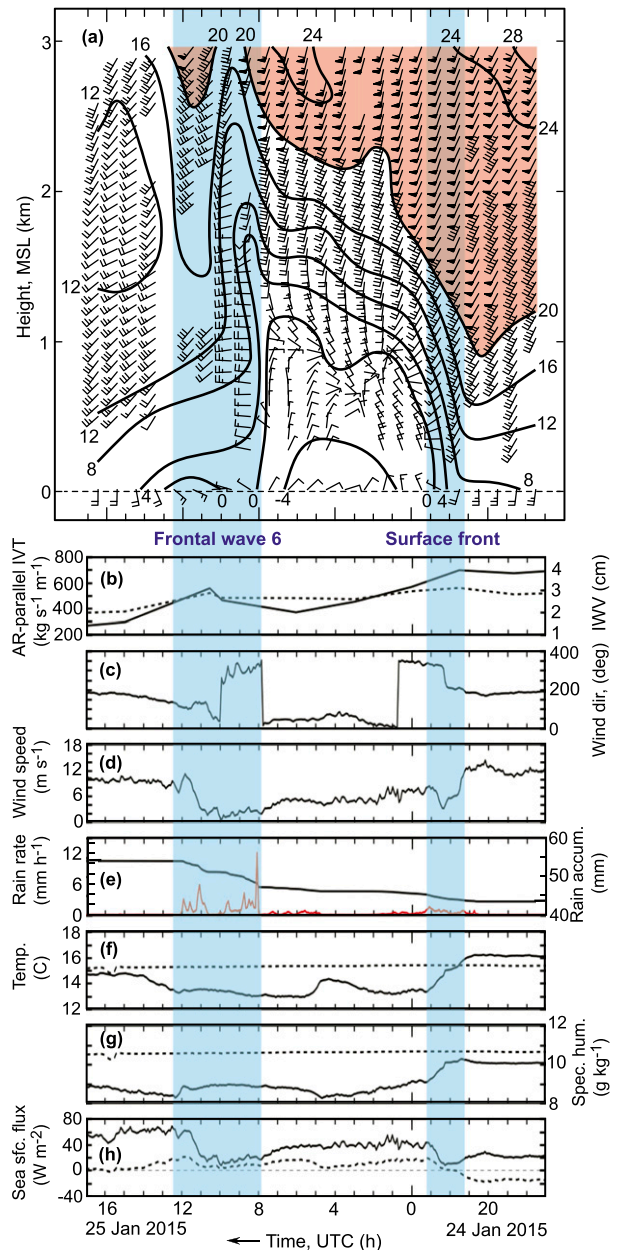 (a)
16
20
20
24
24
28
3
12
24
2
Height, MSL (km)
12
20
1
16
12
12
8
8
0
4
0
0
-4
0
4
Frontal wave 6
Surface front
AR-parallel IVT
(kg s-1 m-1)
800
600
400
200
(b)
4
3
2
1
IWV (cm)
(c)
400
200
0
Wind dir, (deg)
Wind speed
(m s-1)
18
12
6
0
(d)
Rain rate
(mm h-1)
12
6
0
(e)
60
50
40
Rain accum.
(mm)
Temp.
(C)
18
16
14
12
(f)
(g)
12
10
8
Spec. hum.
(g kg-1)
Sea sfc. flux
(W m-2)
80
40
0
-40
(h)
16
12
8
4
0
20
25 Jan 2015
← Time, UTC (h)
24 Jan 2015